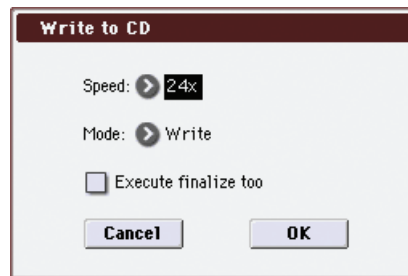 Write to CD
Speed: 24x
Mode: Write
Execute finalize too
Cancel OK